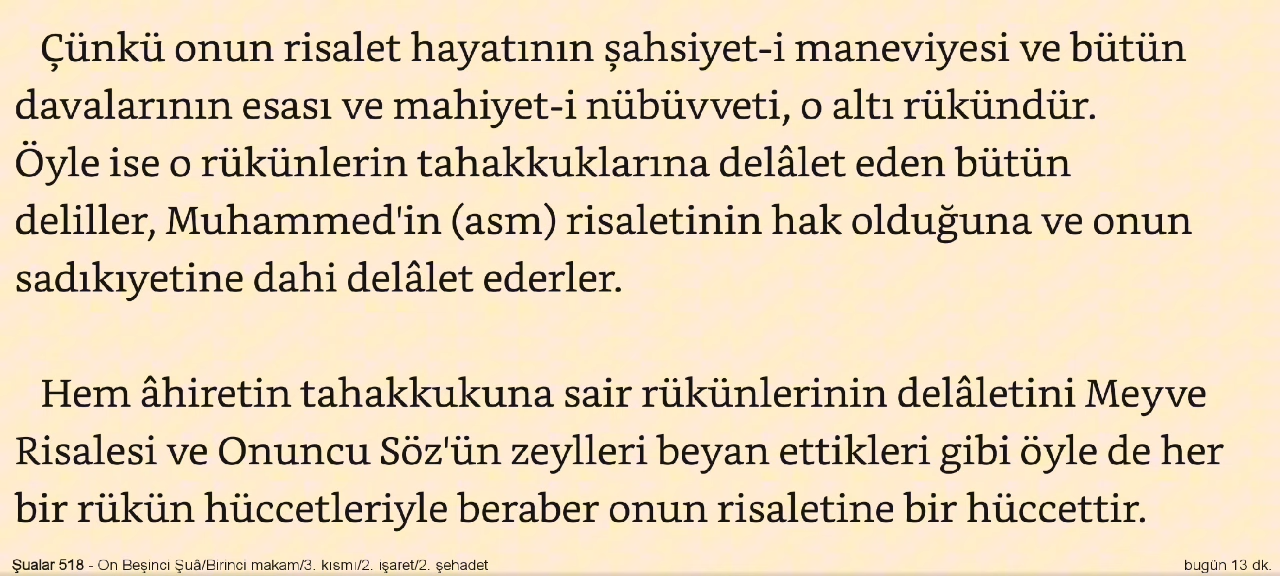 Çünkü onun risalet hayatının şahsiyet-i maneviyesi ve bütün
davalarının esası ve mahiyet-i nübüvveti, o altı rükündür.
Öyle ise o rükünlerin tahakkuklarına delâlet eden bütün
deliller, Muhammed'in (asm) risaletinin hak olduğuna ve onun
sadıkıyetine dahi delâlet ederler.
Hem âhiretin tahakkukuna sair rükünlerinin delâletini Meyve
Risalesi ve Onuncu Söz'ün zeylleri beyan ettikleri gibi öyle de her
bir rükün hüccetleriyle beraber onun risaletine bir hüccettir.
Şualar 518 - On Beşinci Şuâ/Birinci makam/3. kısmı/2. işaret/2. şehadet
bugün 13 dk.